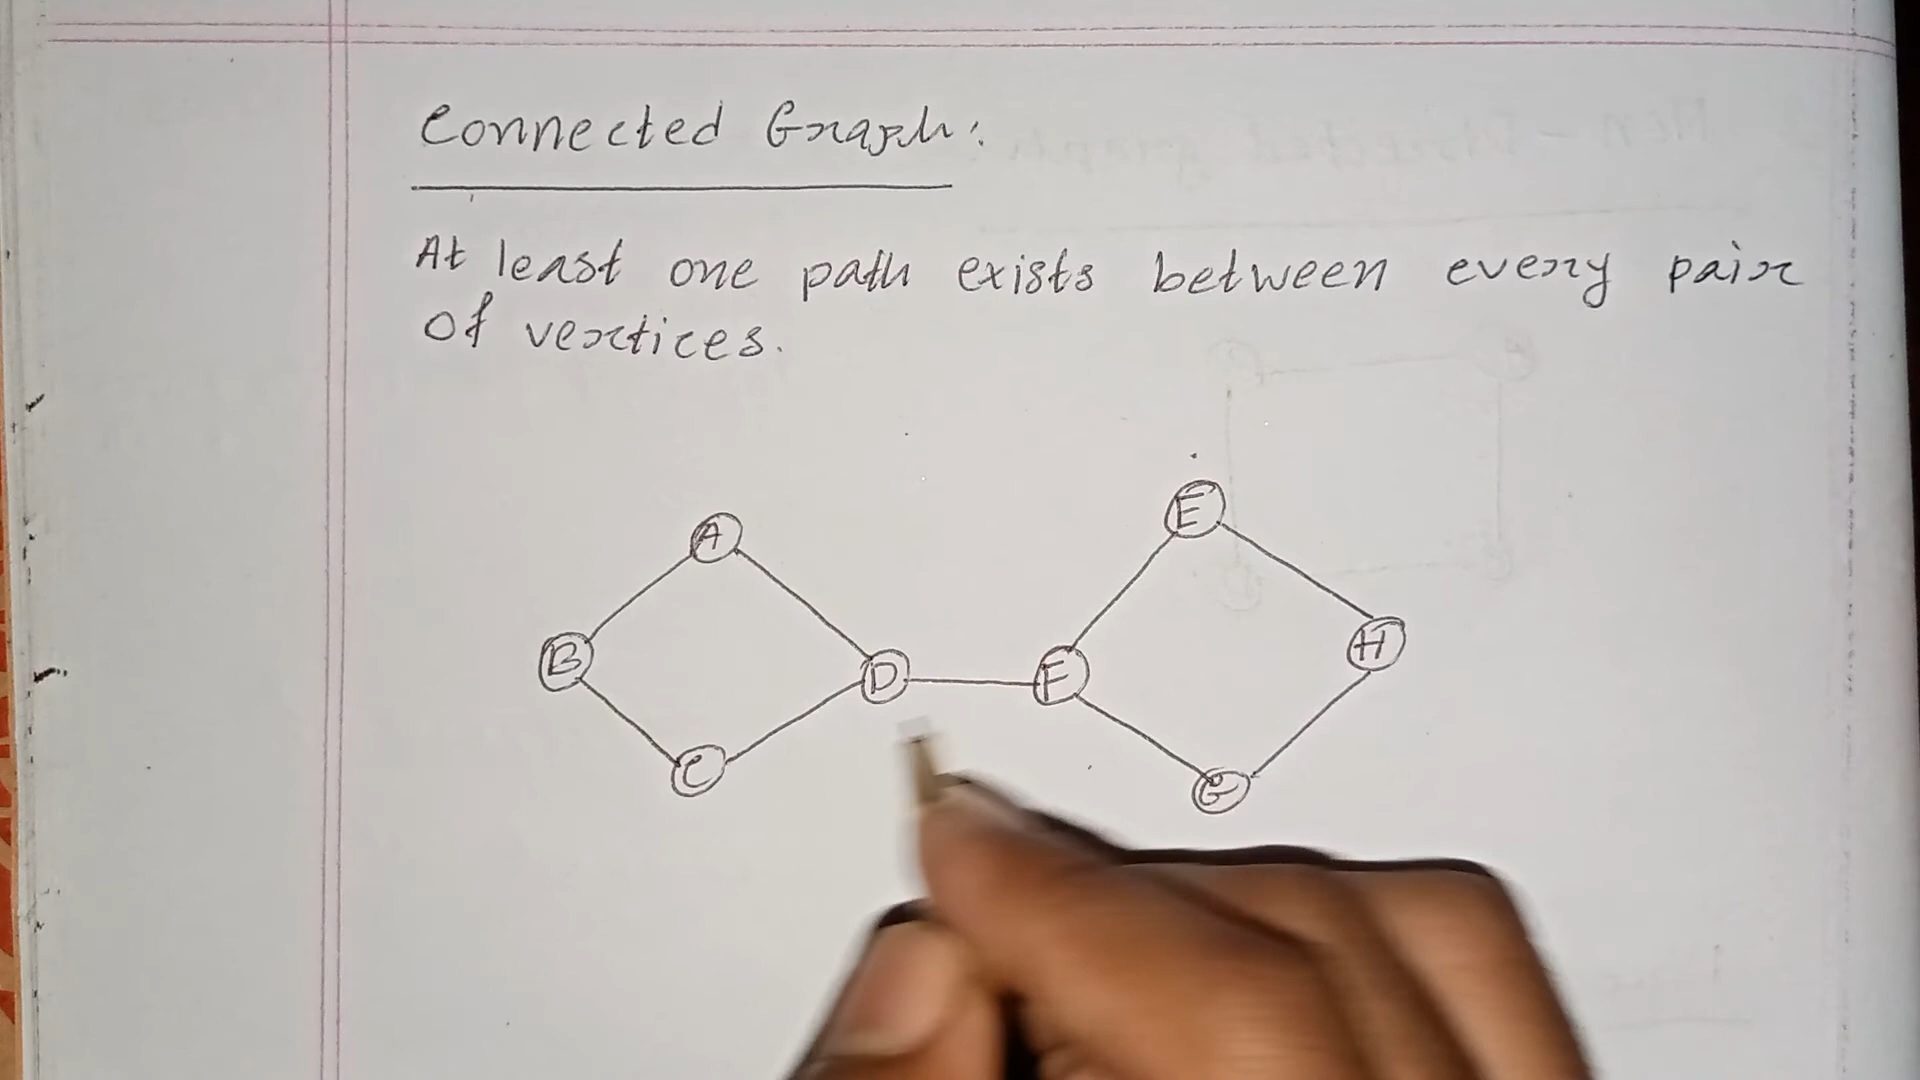 Connected Graph:
At least one path exists between every pair
of vertices.
A
E
B
D
F
H
C
G